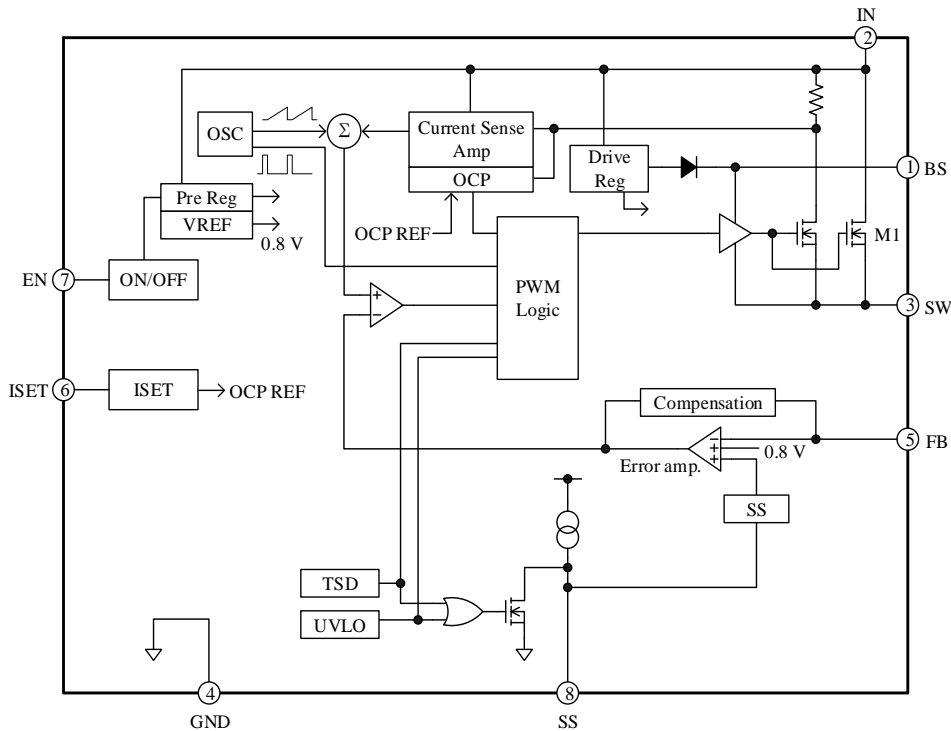 IN
2
OSC
Σ
Current Sense
Amp
OCP
Drive
Reg
1
BS
Pre Reg
VREF
0.8 V
OCP REF
M1
EN
7
ON/OFF
+
−
PWM
Logic
3
SW
ISET
6
ISET
OCP REF
Compensation
−
+
+
0.8 V
5
FB
Error amp.
SS
TSD
UVLO
4
GND
8
SS